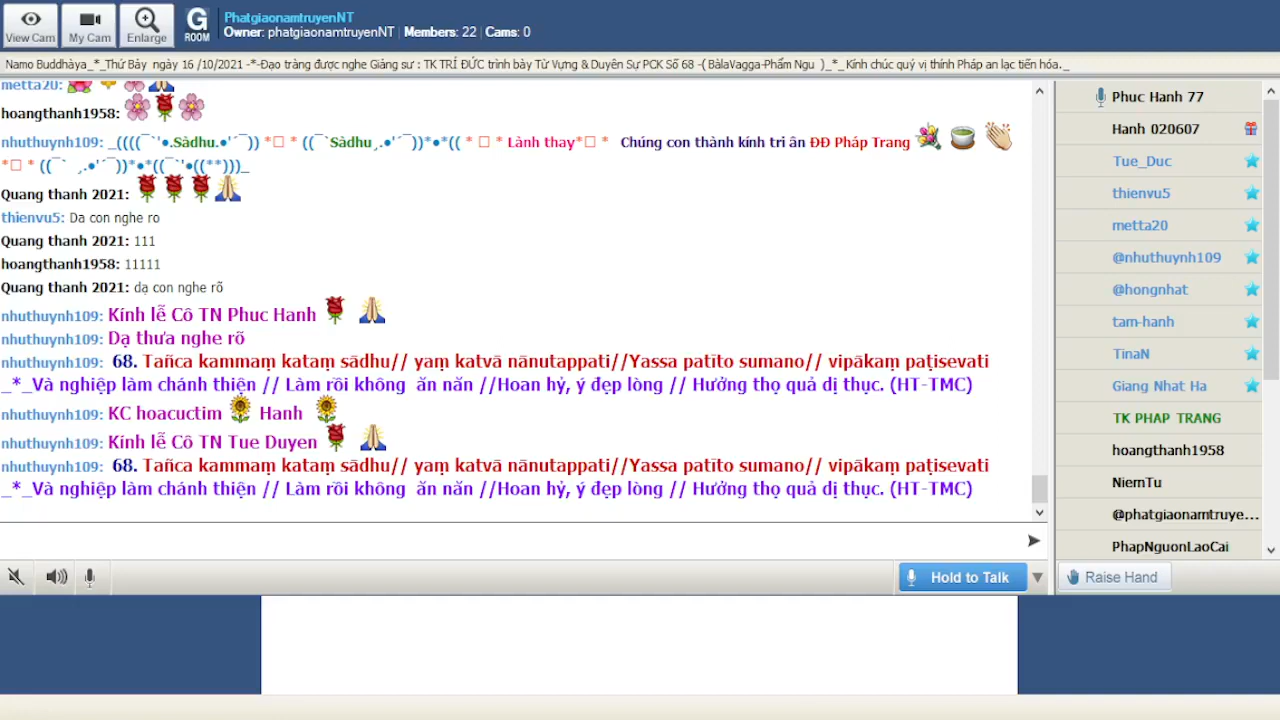 View Cam
My Cam
Enlarge
G
ROOM
PhatgiaonamtruyenNT
Owner: phatgiaonamtruyenNT | Members: 22 | Cams: 0
Namo Buddhàya_*_Thứ Bảy ngày 16 /10/2021 -*-Đạo tràng được nghe Giảng sư : TK TRÍ ĐỨC trình bày Từ Vựng & Duyên Sự PCK Số 68 -( BàlaVagga-Phẩm Ngu )_*_ Kính chúc quý vị thính Pháp an lạc tiến hóa._
metta20:
hoangthanh1958:
nhuthuynh109: _((((¯`'•.Sàdhu.•'´¯)) *□ * ((¯`Sàdhu¸.•'´¯))*•*(( * □ * Lành thay*□ * Chúng con thành kính tri ân ĐĐ Pháp Trang
*□ * ((¯` ¸.•'´¯))*•*((¯`'•((**)))_
Quang thanh 2021:
thienvu5: Da con nghe ro
Quang thanh 2021: 111
hoangthanh1958: 11111
Quang thanh 2021: dạ con nghe rõ
nhuthuynh109: Kính lễ Cô TN Phuc Hanh
nhuthuynh109: Dạ thưa nghe rõ
nhuthuynh109: 68. Tañca kammaṃ kataṃ sādhu// yaṃ katvā nānutappati//Yassa patīto sumano// vipākaṃ paṭisevati
_*_Và nghiệp làm chánh thiện // Làm rồi không ăn năn //Hoan hỷ, ý đẹp lòng // Hưởng thọ quả dị thục. (HT-TMC)
nhuthuynh109: KC hoacuctim Hanh
nhuthuynh109: Kính lễ Cô TN Tue Duyen
nhuthuynh109: 68. Tañca kammaṃ kataṃ sādhu// yaṃ katvā nānutappati//Yassa patīto sumano// vipākaṃ paṭisevati
_*_Và nghiệp làm chánh thiện // Làm rồi không ăn năn //Hoan hỷ, ý đẹp lòng // Hưởng thọ quả dị thục. (HT-TMC)
Hold to Talk
Phuc Hanh 77
Hanh 020607
Tue_Duc
thienvu5
metta20
@nhuthuynh109
@hongnhat
tam-hanh
TinaN
Giang Nhat Ha
TK PHAP TRANG
hoangthanh1958
NiemTu
@phatgiaonamtruye...
PhapNguonLaoCai
Raise Hand